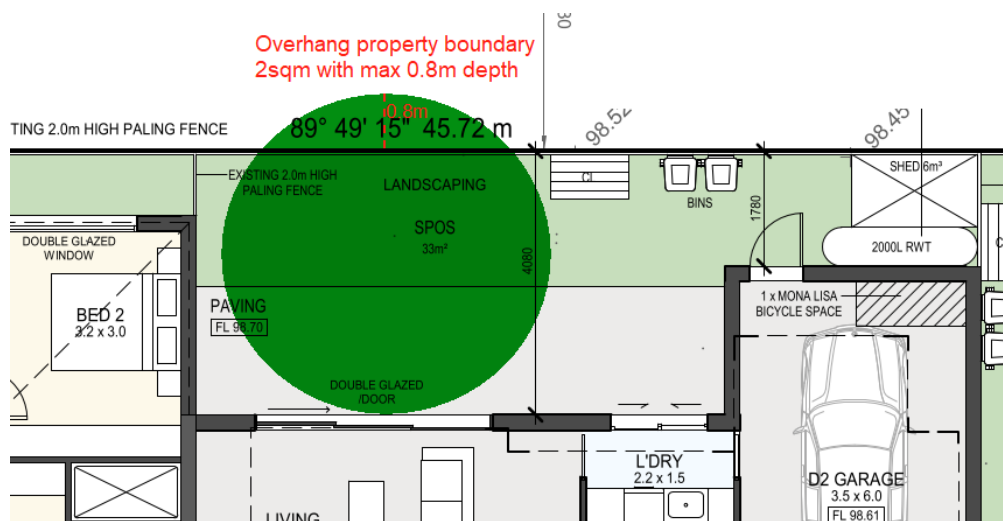 Overhang property boundary
2sqm with max 0.8m depth
0.8m
TING 2.0m HIGH PALING FENCE
89° 49' 15" 45.72 m
30
98.52
98.45
EXISTING 2.0m HIGH
PALING FENCE
LANDSCAPING
CL
BINS
SHED 6m³
SPOS
33m²
4080
1780
2000L RWT
C
DOUBLE GLAZED
WINDOW
BED 2
3.2 x 3.0
PAVING
FL 98.70
1 x MONA LISA
BICYCLE SPACE
DOUBLE GLAZED
/DOOR
L'DRY
2.2 x 1.5
D2 GARAGE
3.5 x 6.0
FL 98.61
LIVING